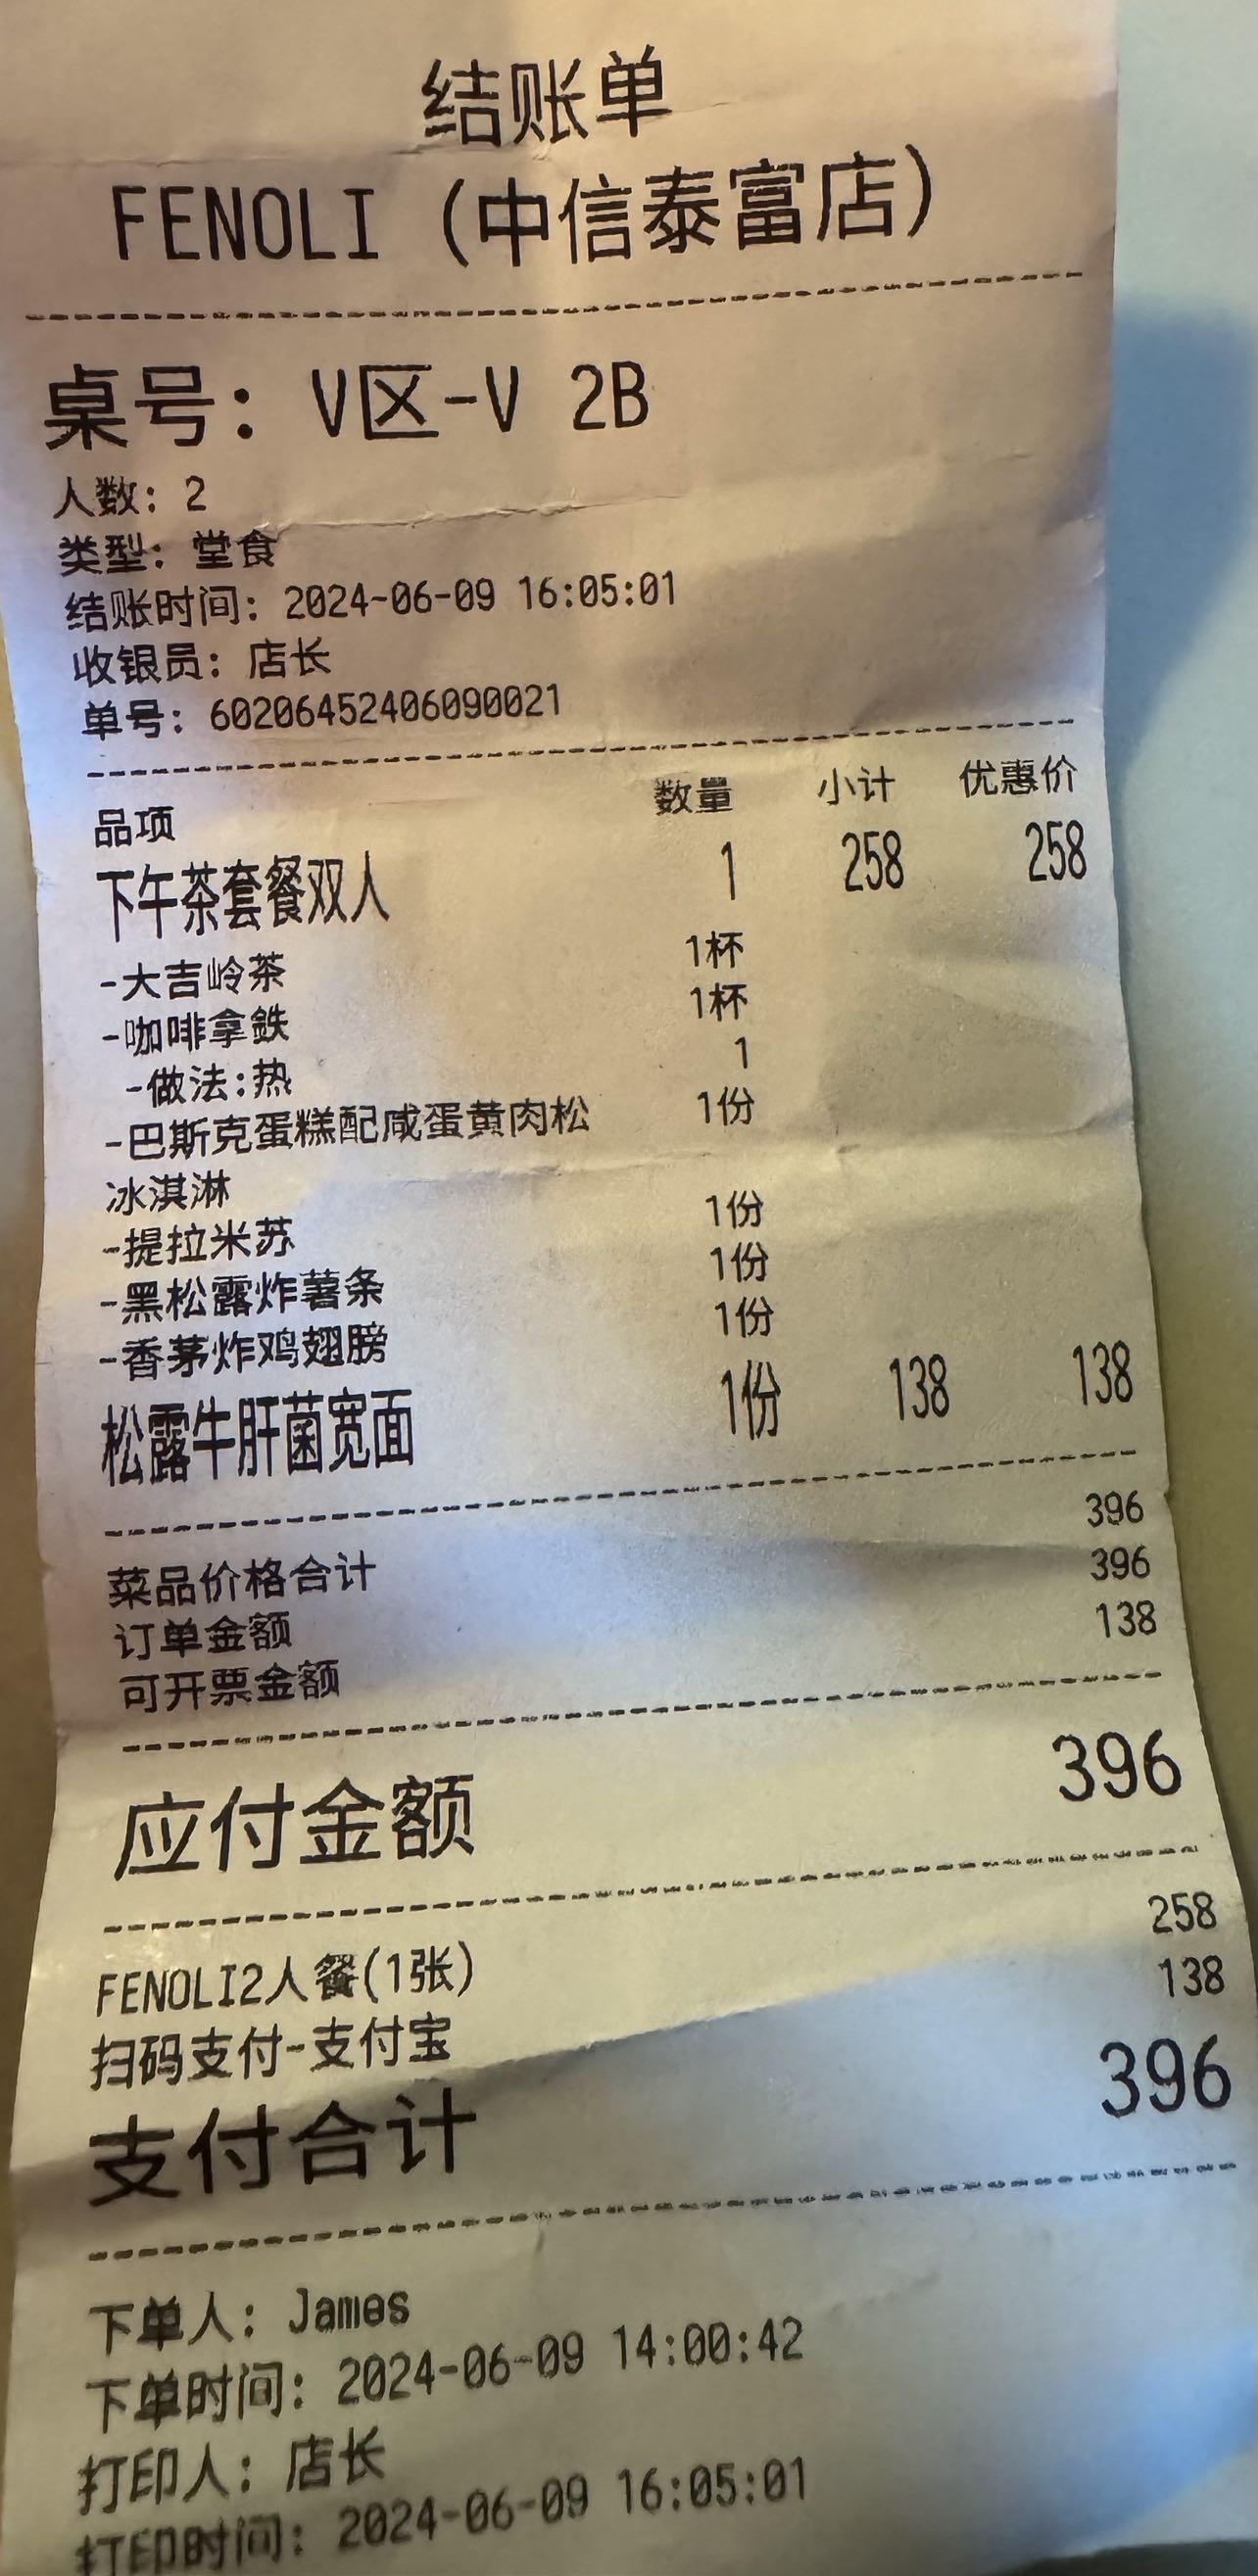 结账单
FENOLI (中信泰富店)
桌号: V区-V 2B
人数: 2
类型: 堂食
结账时间: 2024-06-09 16:05:01
收银员: 店长
单号: 602064524060900​21
品项 数量 小计 优惠价
下午茶套餐双人 1 258 258
-大吉岭茶 1杯
-咖啡拿鉄 1杯
-做法:热 1
-巴斯克蛋糕配咸蛋黄肉松 1份
冰淇淋
-提拉米苏 1份
-黑松露炸薯条 1份
-香茅炸鸡翅膀 1份
松露牛肝菌宽面 1份 138 138
菜品价格合计 396
订单金额 396
可开票金额 138
应付金额 396
FENOLI2人餐(1张) 258
扫码支付-支付宝 138
支付合计 396
下单人: James
下单时间: 2024-06-09 14:00:42
打印人: 店长
打印时间: 2024-06-09 16:05:01